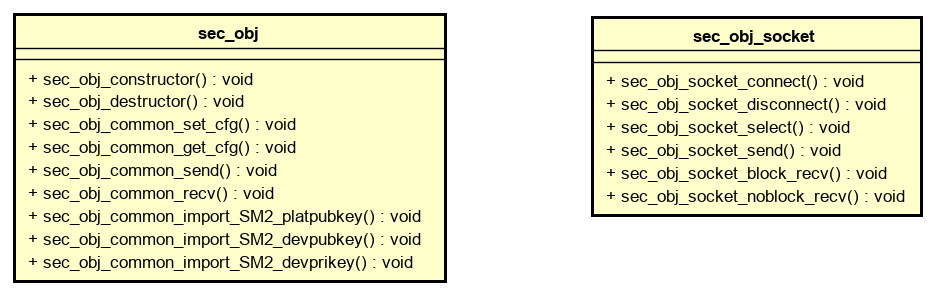 sec_obj
+ sec_obj_constructor() : void
+ sec_obj_destructor() : void
+ sec_obj_common_set_cfg() : void
+ sec_obj_common_get_cfg() : void
+ sec_obj_common_send() : void
+ sec_obj_common_recv() : void
+ sec_obj_common_import_SM2_platpubkey() : void
+ sec_obj_common_import_SM2_devpubkey() : void
+ sec_obj_common_import_SM2_devprikey() : void
sec_obj_socket
+ sec_obj_socket_connect() : void
+ sec_obj_socket_disconnect() : void
+ sec_obj_socket_select() : void
+ sec_obj_socket_send() : void
+ sec_obj_socket_block_recv() : void
+ sec_obj_socket_noblock_recv() : void